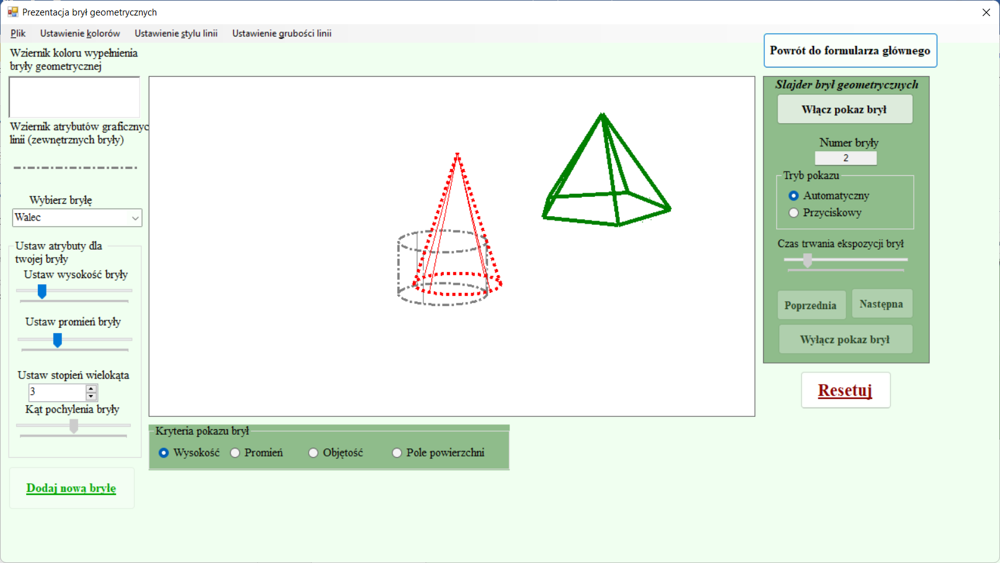 Prezentacja brył geometrycznych
Plik
Ustawienie kolorów
Ustawienie stylu linii
Ustawienie grubości linii
Wziernik koloru wypełnienia
bryły geometrycznej
Wziernik atrybutów graficznyc
linii (zewnętrznych bryły)
Wybierz bryłę
Walec
Ustaw atrybuty dla
twojej bryły
Ustaw wysokość bryły
Ustaw promień bryły
Ustaw stopień wielokąta
3
Kąt pochylenia bryły
Dodaj nową bryłę
Kryteria pokazu brył
Wysokość
Promień
Objętość
Pole powierzchni
Powrót do formularza głównego
Slajder brył geometrycznych
Włącz pokaz brył
Numer bryły
2
Tryb pokazu
Automatyczny
Przyciskowy
Czas trwania ekspozycji brył
Poprzednia
Następna
Wyłącz pokaz brył
Resetuj